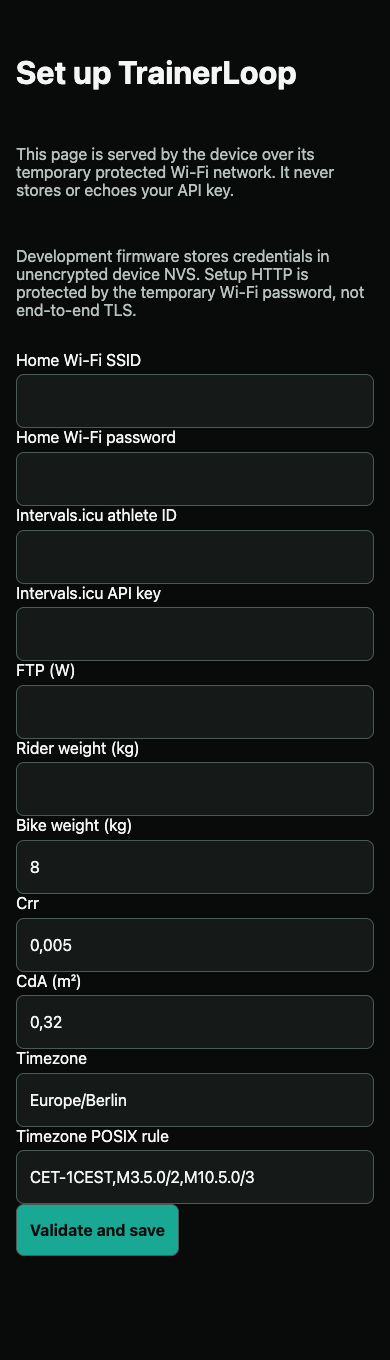 Set up TrainerLoop
This page is served by the device over its
temporary protected Wi-Fi network. It never
stores or echoes your API key.
Development firmware stores credentials in
unencrypted device NVS. Setup HTTP is
protected by the temporary Wi-Fi password, not
end-to-end TLS.
Home Wi-Fi SSID
Home Wi-Fi password
Intervals.icu athlete ID
Intervals.icu API key
FTP (W)
Rider weight (kg)
Bike weight (kg)
8
Crr
0,005
CdA (m²)
0,32
Timezone
Europe/Berlin
Timezone POSIX rule
CET-1CEST,M3.5.0/2,M10.5.0/3
Validate and save